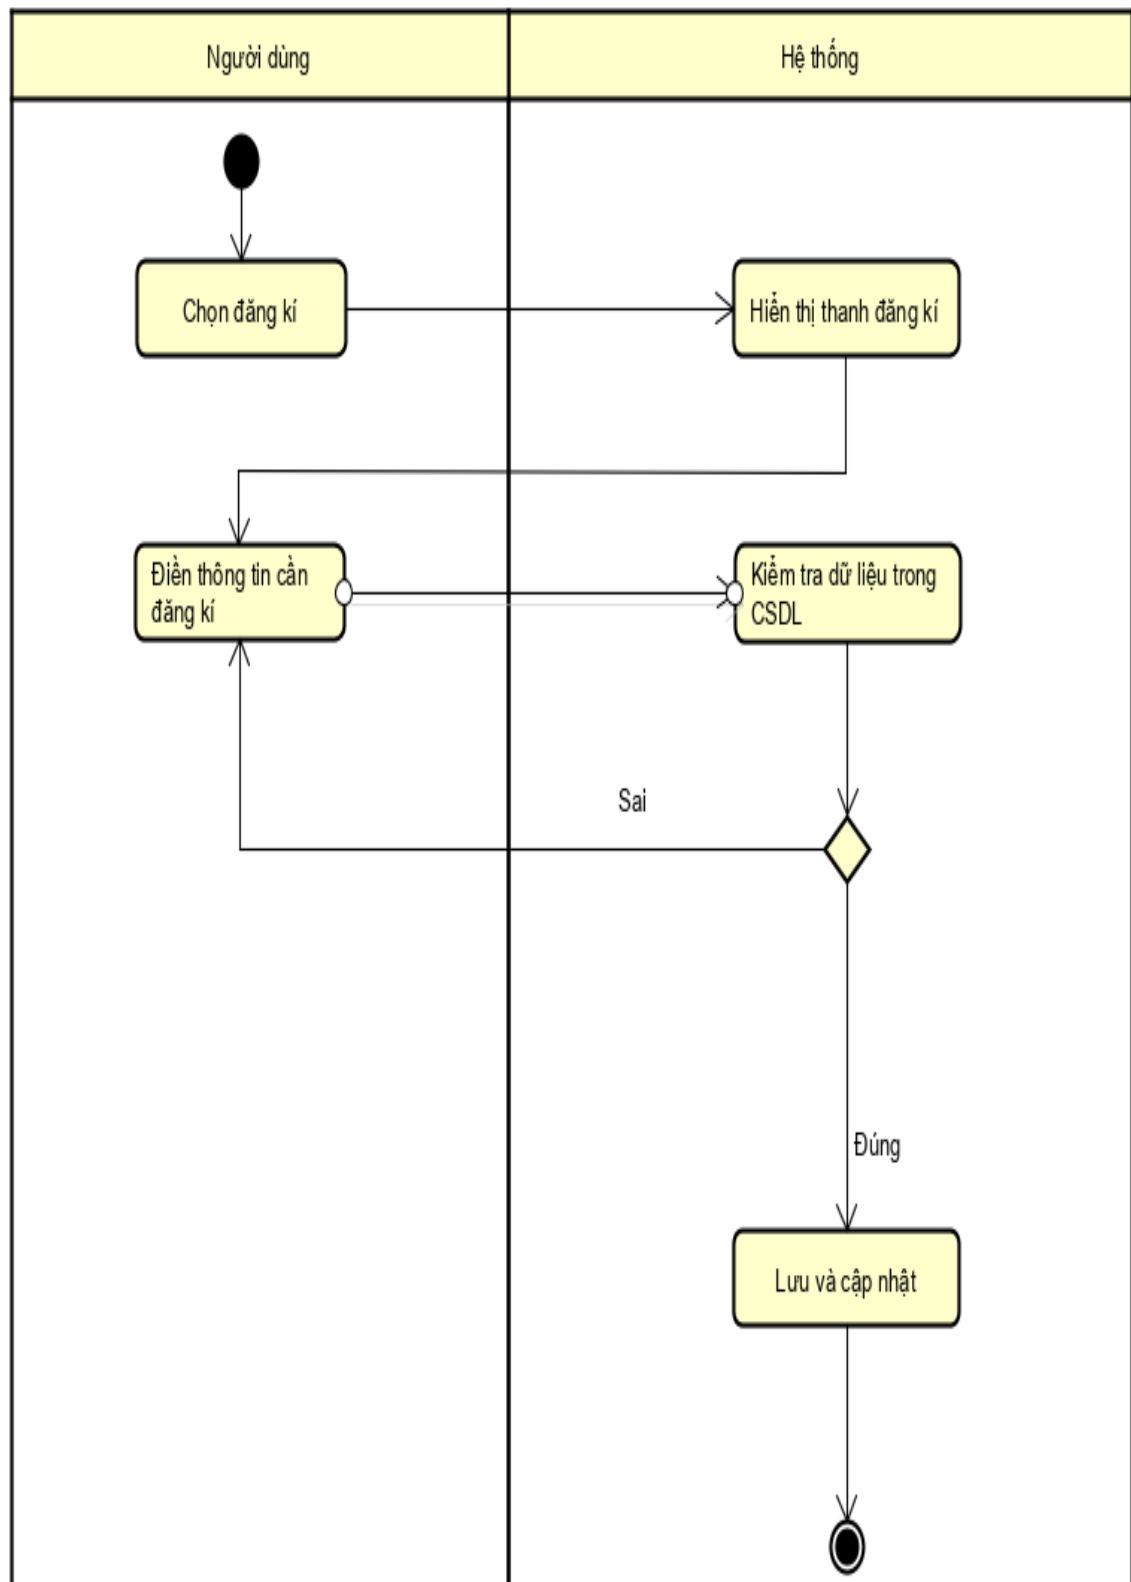 Người dùng
Hệ thống
Chọn đăng kí
Hiển thị thanh đăng kí
Điền thông tin cần
đăng kí
Kiểm tra dữ liệu trong
CSDL
Sai
Đúng
Lưu và cập nhật